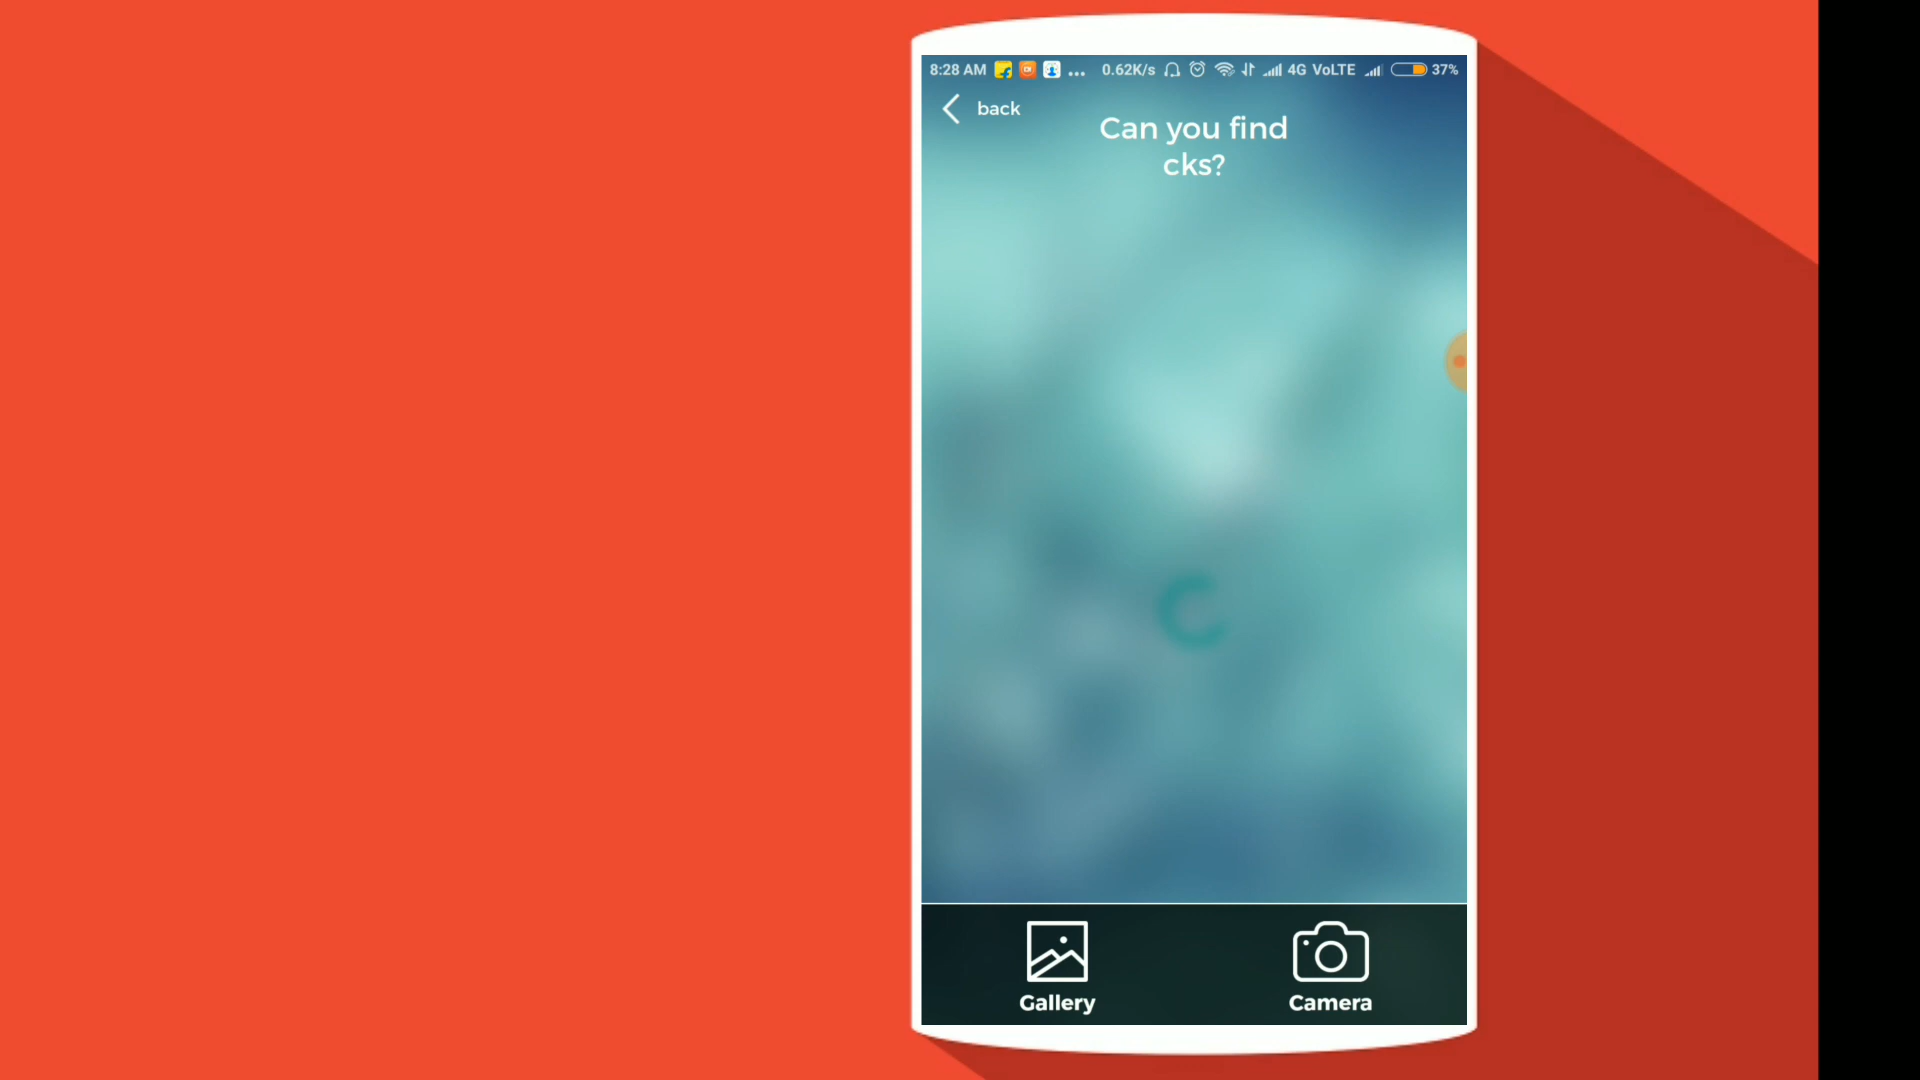 8:28 AM ... 0.62K/s 4G VoLTE 37%
back
Can you find
cks?
Gallery
Camera